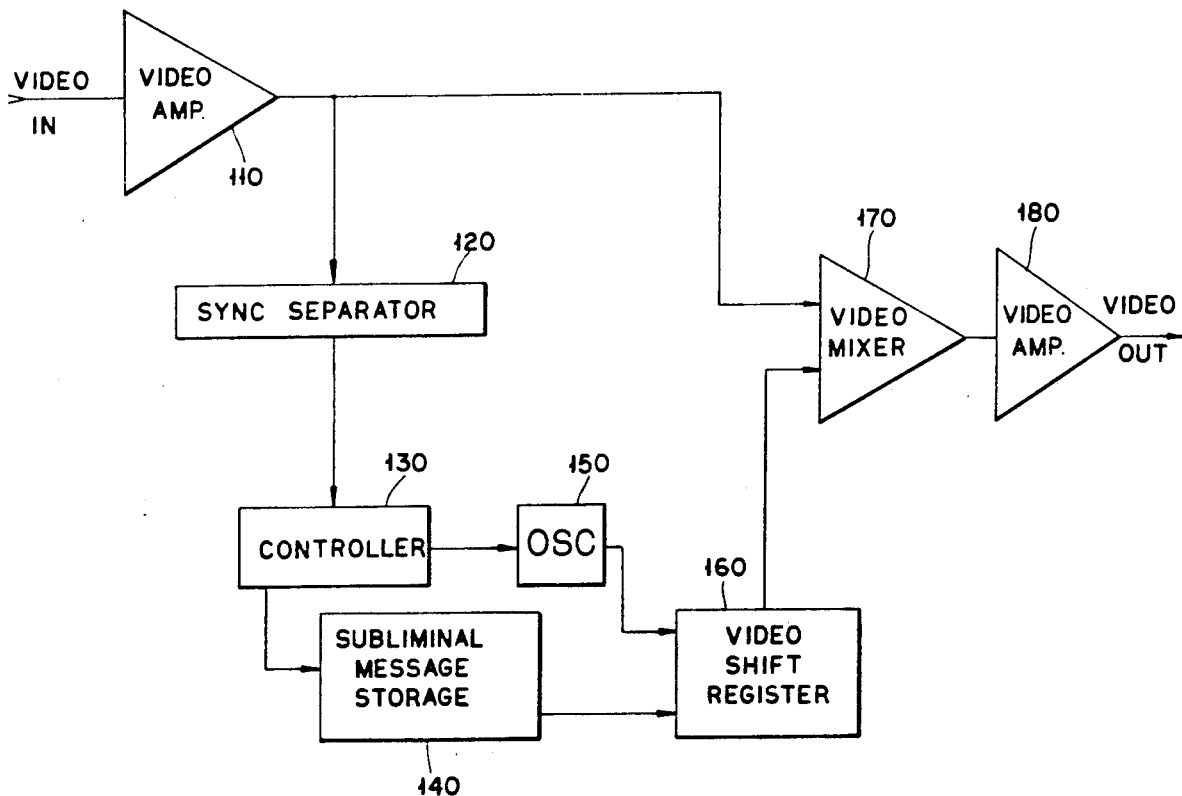 VIDEO
IN
VIDEO
AMP.
110
120
SYNC SEPARATOR
170
VIDEO
MIXER
180
VIDEO
AMP.
VIDEO
OUT
130
CONTROLLER
150
OSC
160
VIDEO
SHIFT
REGISTER
SUBLIMINAL
MESSAGE
STORAGE
140